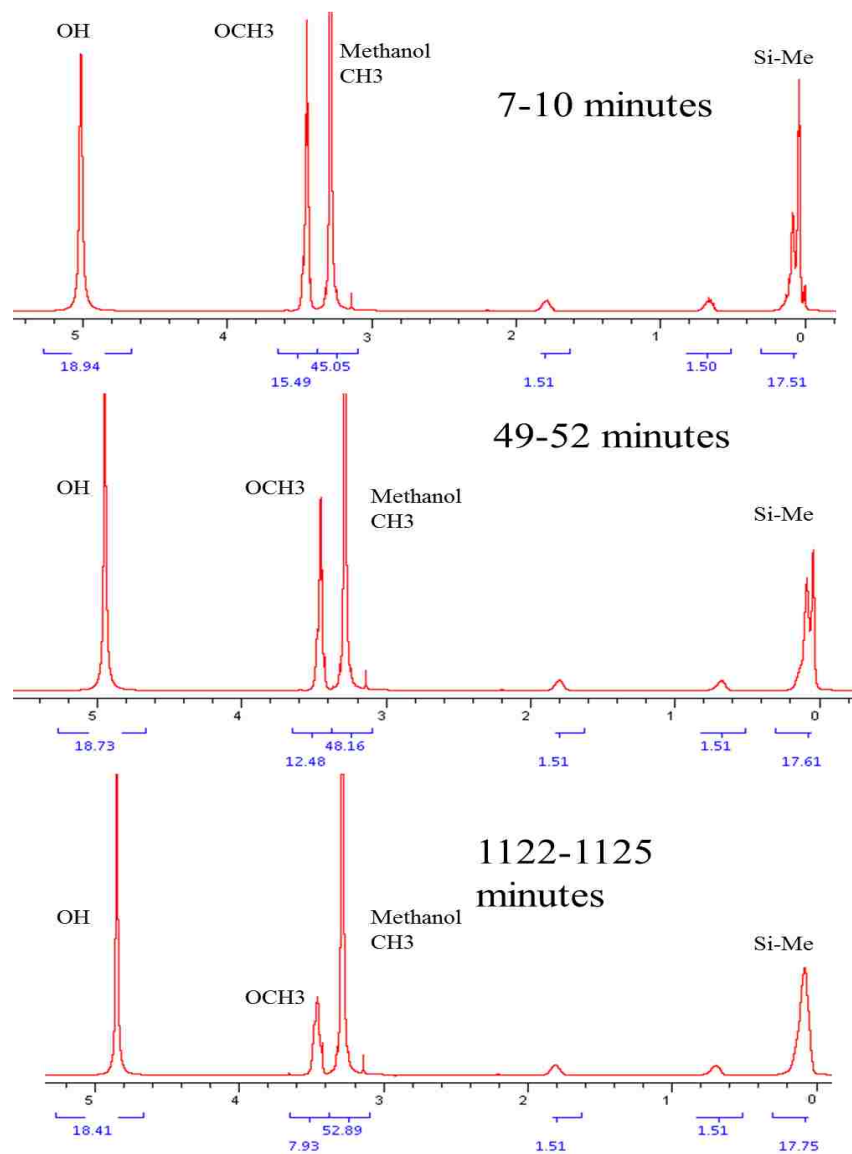 OH
OCH3
Methanol
CH3
Si-Me
7-10 minutes
5 4 3 2 1 0
18.94 45.05 1.51 1.50 17.51
15.49
49-52 minutes
OH
OCH3
Methanol
CH3
Si-Me
5 4 3 2 1 0
18.73 48.16 1.51 1.51 17.61
12.48
1122-1125
minutes
OH
Methanol
CH3
Si-Me
OCH3
5 4 3 2 1 0
18.41 52.89 1.51 1.51 17.75
7.93